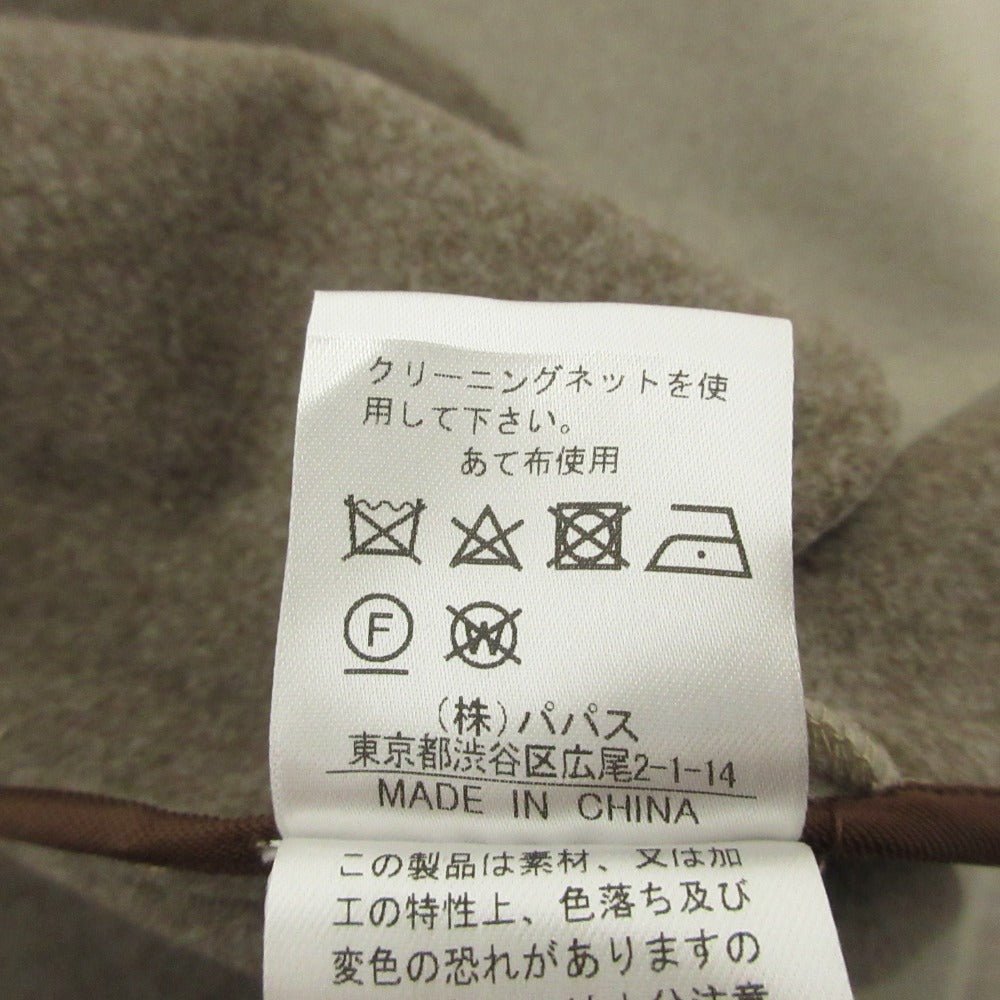 クリーニングネットを使
用して下さい。
あて布使用
F W
(株)パパス
東京都渋谷区広尾2-1-14
MADE IN CHINA
この製品は素材、又は加
工の特性上、色落ち及び
変色の恐れがありますの
分注意